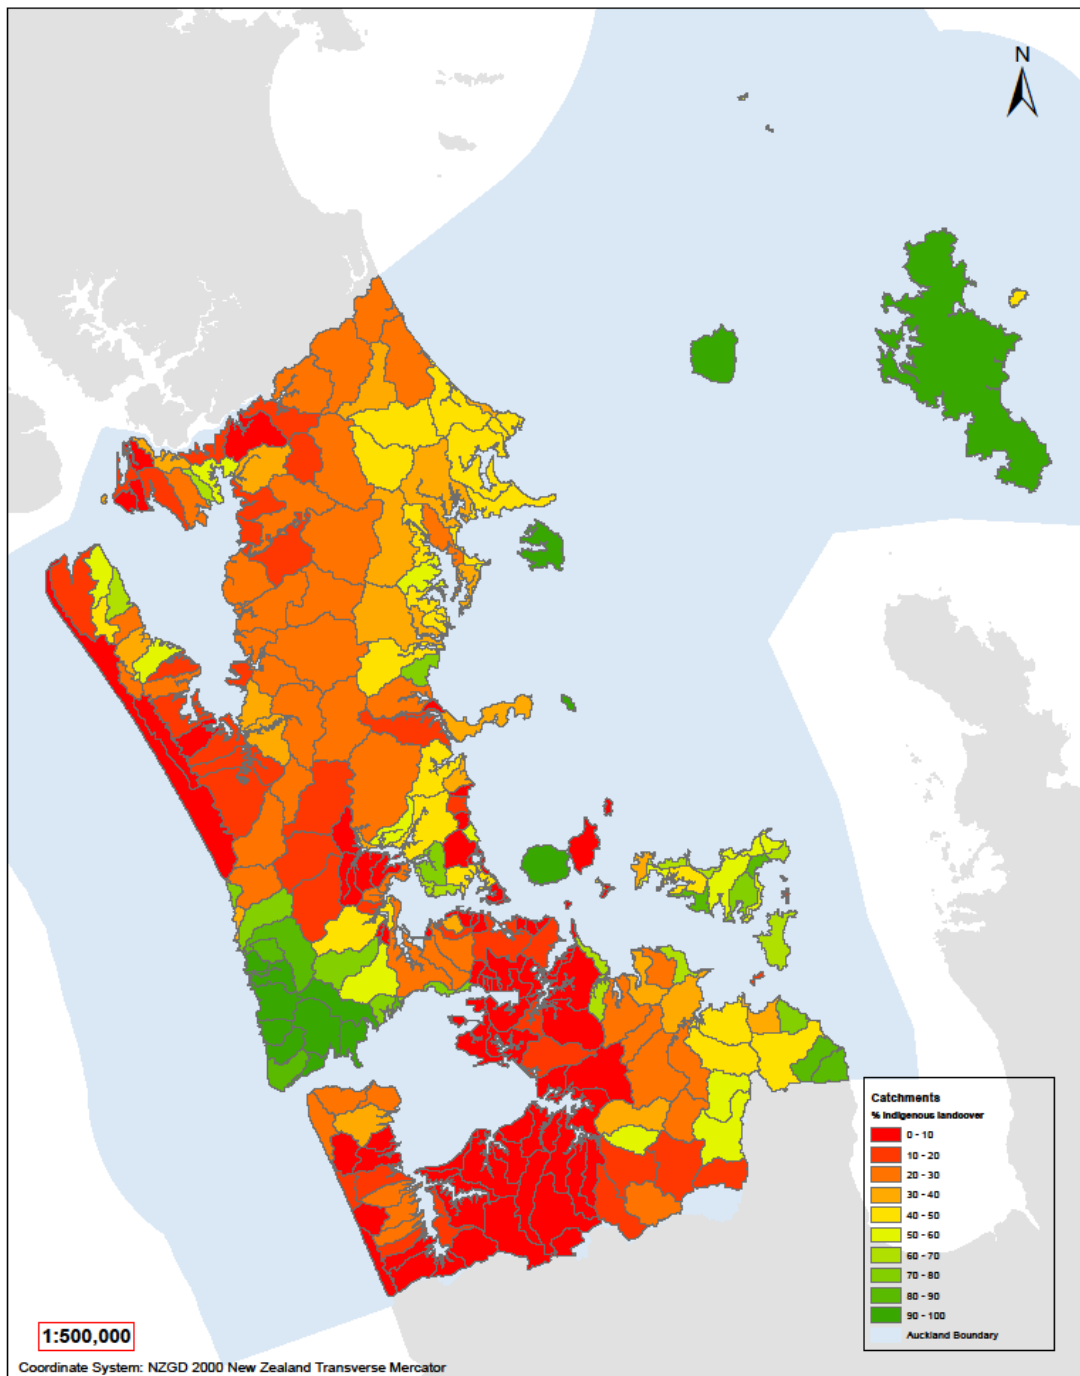 N
Catchments
% Indigenous landcover
0 - 10
10 - 20
20 - 30
30 - 40
40 - 50
50 - 60
60 - 70
70 - 80
80 - 90
90 - 100
Auckland Boundary
1:500,000
Coordinate System: NZGD 2000 New Zealand Transverse Mercator